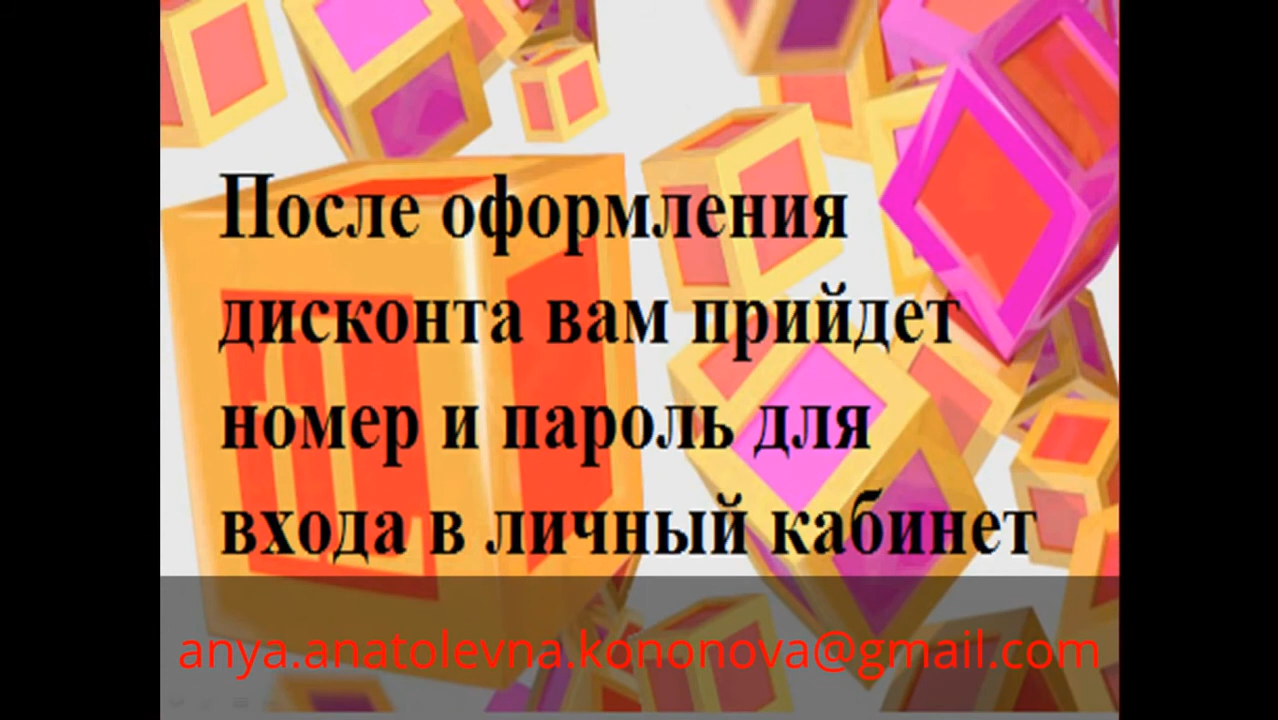 После оформления
дисконта вам прийдет
номер и пароль для
входа в личный кабинет
anya.anatolevna.kononova@gmail.com